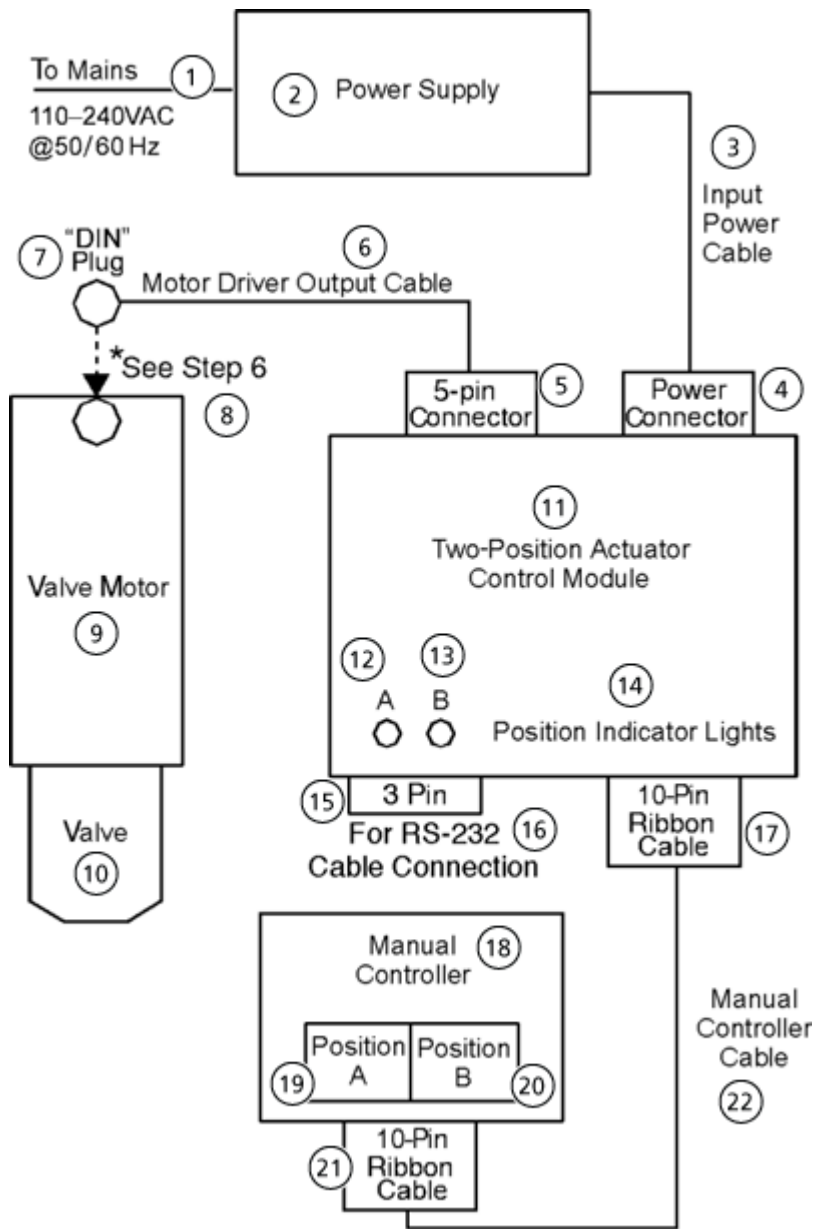 To Mains
1
110–240VAC
@50/60 Hz
2
Power Supply
3
Input
Power
Cable
7
"DIN"
Plug
6
Motor Driver Output Cable
*See Step 6
8
5-pin
Connector
5
Power
Connector
4
11
Two-Position Actuator
Control Module
Valve Motor
9
12
A
13
B
14
Position Indicator Lights
Valve
10
15
3 Pin
For RS-232
16
Cable Connection
10-Pin
Ribbon
Cable
17
Manual
Controller
18
Position
A
Position
B
19
20
Manual
Controller
Cable
22
10-Pin
Ribbon
Cable
21